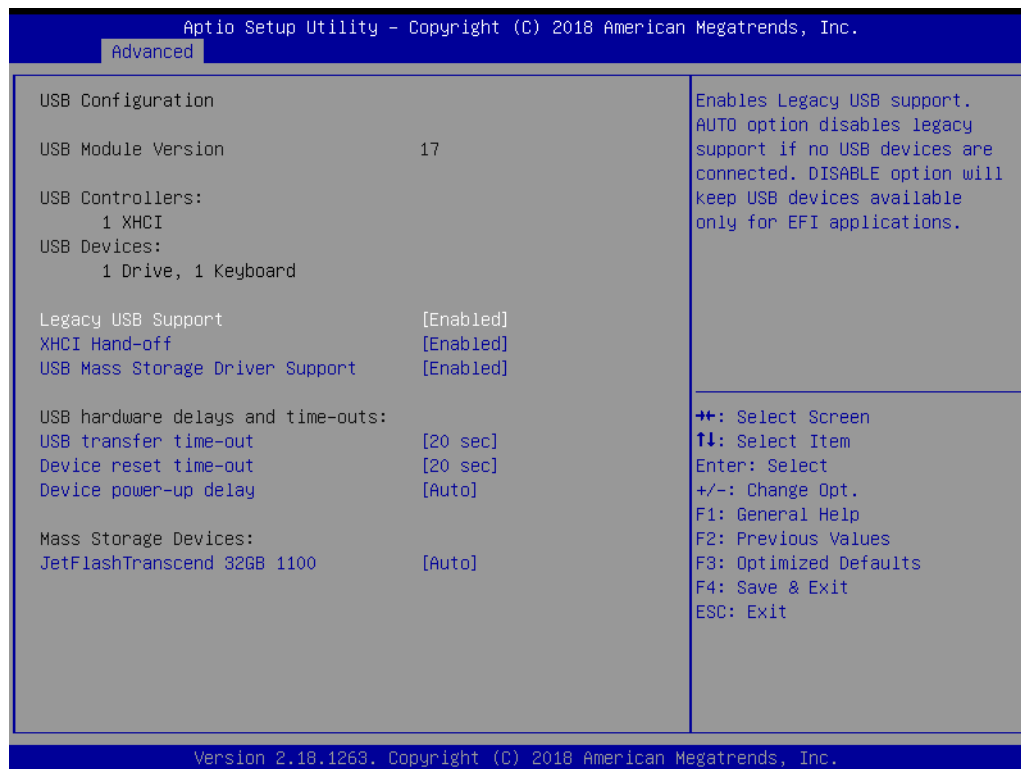 Aptio Setup Utility – Copyright (C) 2018 American Megatrends, Inc.
Advanced
USB Configuration
USB Module Version 17
USB Controllers:
1 XHCI
USB Devices:
1 Drive, 1 Keyboard
Legacy USB Support [Enabled]
XHCI Hand-off [Enabled]
USB Mass Storage Driver Support [Enabled]
USB hardware delays and time-outs:
USB transfer time-out [20 sec]
Device reset time-out [20 sec]
Device power-up delay [Auto]
Mass Storage Devices:
JetFlashTranscend 32GB 1100 [Auto]
Enables Legacy USB support.
AUTO option disables legacy
support if no USB devices are
connected. DISABLE option will
keep USB devices available
only for EFI applications.
→←: Select Screen
↑↓: Select Item
Enter: Select
+/-: Change Opt.
F1: General Help
F2: Previous Values
F3: Optimized Defaults
F4: Save & Exit
ESC: Exit
Version 2.18.1263. Copyright (C) 2018 American Megatrends, Inc.